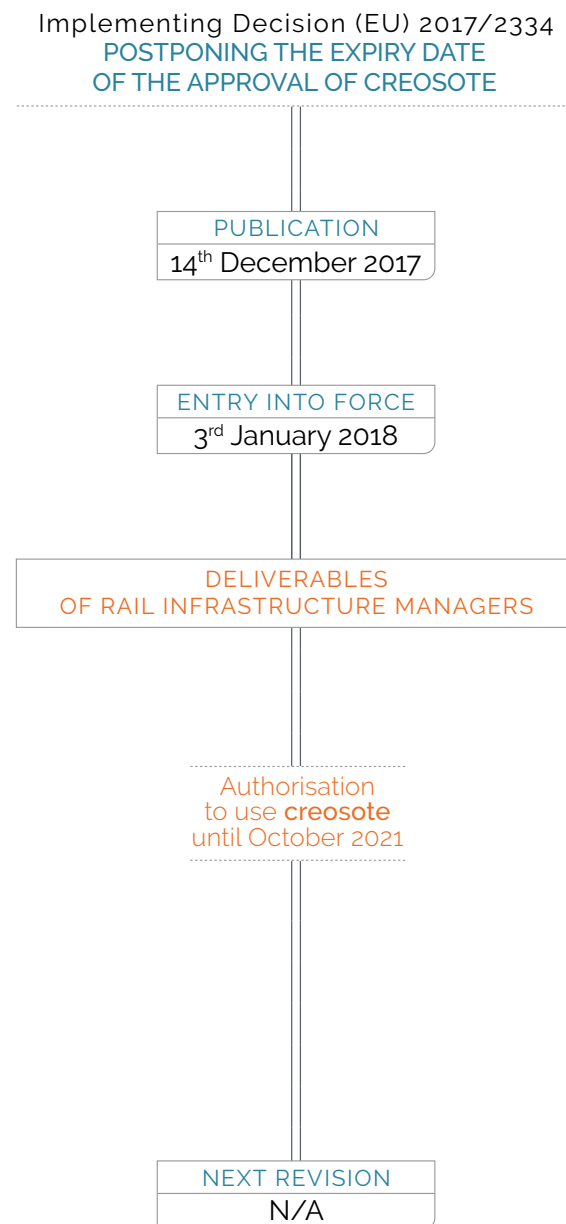 Implementing Decision (EU) 2017/2334
POSTPONING THE EXPIRY DATE
OF THE APPROVAL OF CREOSOTE
PUBLICATION
14th December 2017
ENTRY INTO FORCE
3rd January 2018
DELIVERABLES
OF RAIL INFRASTRUCTURE MANAGERS
Authorisation
to use creosote
until October 2021
NEXT REVISION
N/A